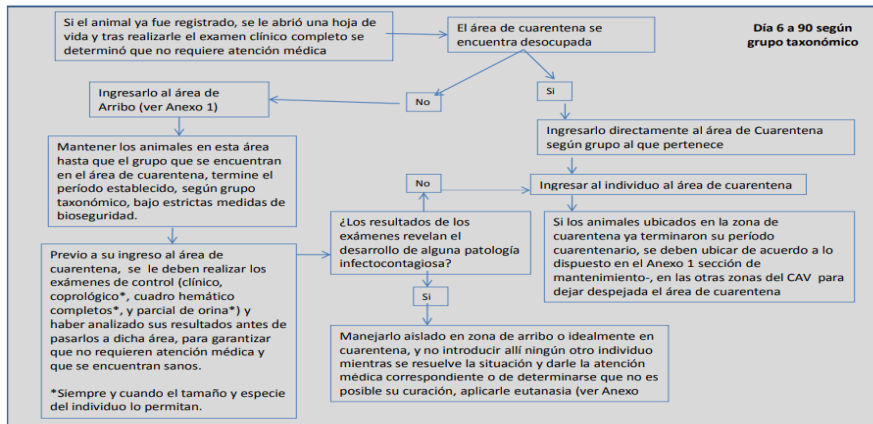 Si el animal ya fue registrado, se le abrió una hoja de
vida y tras realizarle el examen clínico completo se
determinó que no requiere atención médica
El área de cuarentena se
encuentra desocupada
Día 6 a 90 según
grupo taxonómico
Ingresarlo al área de
Arribo (ver Anexo 1)
No
Si
Mantener los animales en esta área
hasta que el grupo que se encuentran
en el área de cuarentena, termine el
período establecido, según grupo
taxonómico, bajo estrictas medidas de
bioseguridad.
Ingresarlo directamente al área de Cuarentena
según grupo al que pertenece
No
Ingresar al individuo al área de cuarentena
¿Los resultados de los
exámenes revelan el
desarrollo de alguna patología
infectocontagiosa?
Si los animales ubicados en la zona de
cuarentena ya terminaron su período
cuarentenario, se deben ubicar de acuerdo a lo
dispuesto en el Anexo 1 sección de
mantenimiento-, en las otras zonas del CAV para
dejar despejada el área de cuarentena
Previo a su ingreso al área de
cuarentena, se le deben realizar los
exámenes de control (clínico,
coprológico*, cuadro hemático
completos*, y parcial de orina*) y
haber analizado sus resultados antes de
pasarlos a dicha área, para garantizar
que no requieren atención médica y
que se encuentran sanos.
*Siempre y cuando el tamaño y especie
del individuo lo permitan.
Si
Manejarlo aislado en zona de arribo o idealmente en
cuarentena, y no introducir allí ningún otro individuo
mientras se resuelve la situación y darle la atención
médica correspondiente o de determinarse que no es
posible su curación, aplicarle eutanasia (ver Anexo